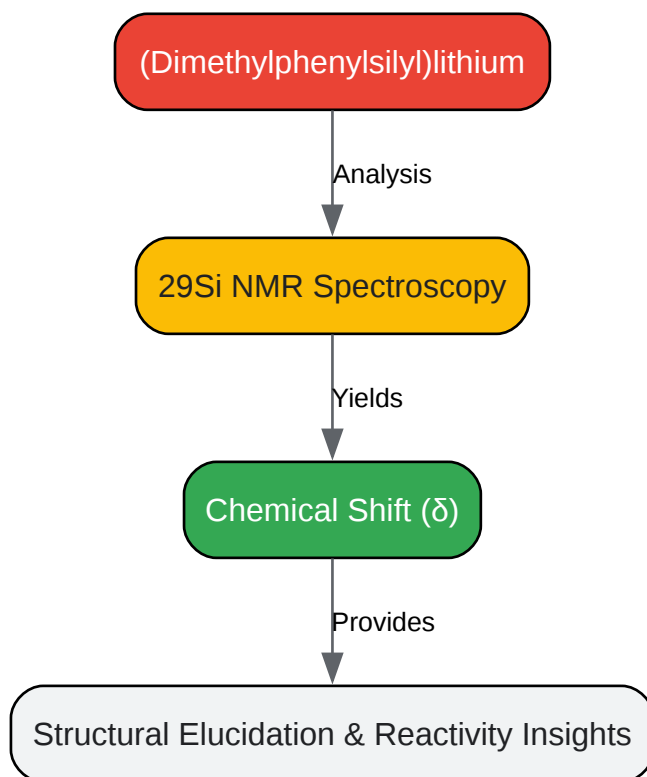 (Dimethylphenylsilyl)lithium
Analysis
29Si NMR Spectroscopy
Yields
Chemical Shift (δ)
Provides
Structural Elucidation & Reactivity Insights